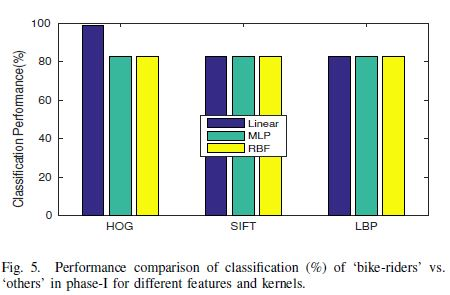 100
80
60
40
20
0
Classification Performance(%)
Linear
MLP
RBF
HOG SIFT LBP
Fig. 5. Performance comparison of classification (%) of ‘bike-riders’ vs.
‘others’ in phase-I for different features and kernels.